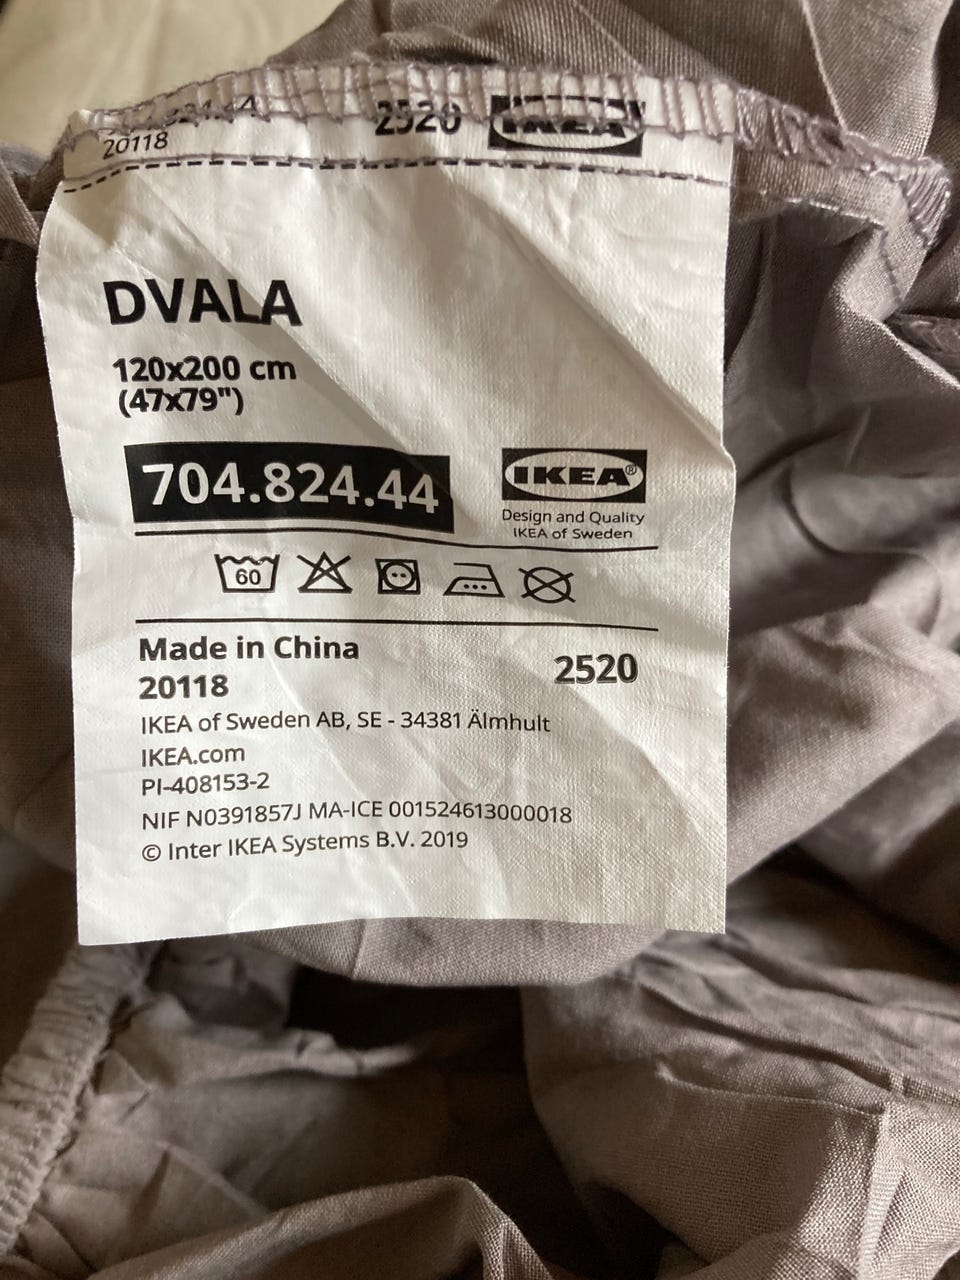 20118
2520
IKEA
DVALA
120x200 cm
(47x79")
704.824.44
IKEA®
Design and Quality
IKEA of Sweden
60
Made in China
20118
2520
IKEA of Sweden AB, SE - 34381 Älmhult
IKEA.com
PI-408153-2
NIF N0391857J MA-ICE 001524613000018
© Inter IKEA Systems B.V. 2019